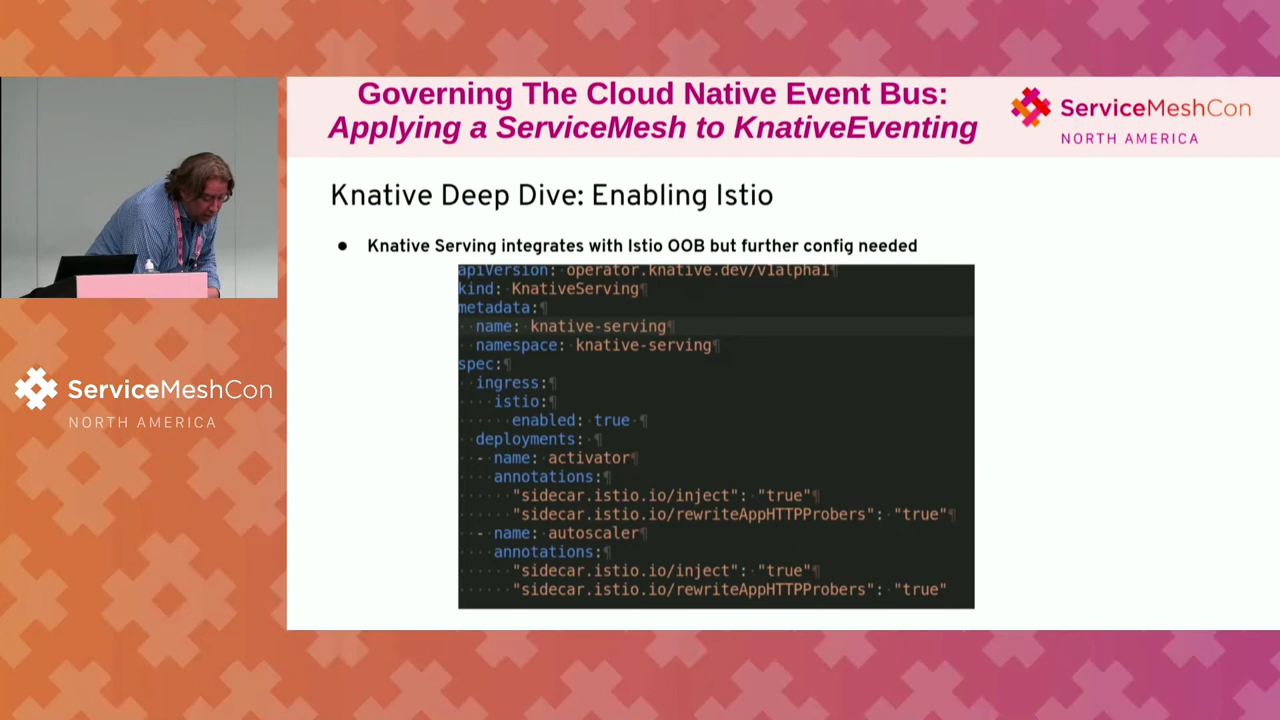 Governing The Cloud Native Event Bus:
Applying a ServiceMesh to KnativeEventing
ServiceMeshCon
NORTH AMERICA
Knative Deep Dive: Enabling Istio
● Knative Serving integrates with Istio OOB but further config needed
apiVersion: operator.knative.dev/v1alpha1¶
kind: KnativeServing¶
metadata:¶
··name: knative-serving¶
··namespace: knative-serving¶
spec:¶
··ingress:¶
····istio:¶
······enabled: true·¶
··deployments:·¶
··-·name: activator¶
····annotations:¶
······"sidecar.istio.io/inject":·"true"¶
······"sidecar.istio.io/rewriteAppHTTPProbers":·"true"¶
··-·name: autoscaler¶
····annotations:¶
······"sidecar.istio.io/inject":·"true"¶
······"sidecar.istio.io/rewriteAppHTTPProbers":·"true"
ServiceMeshCon
NORTH AMERICA